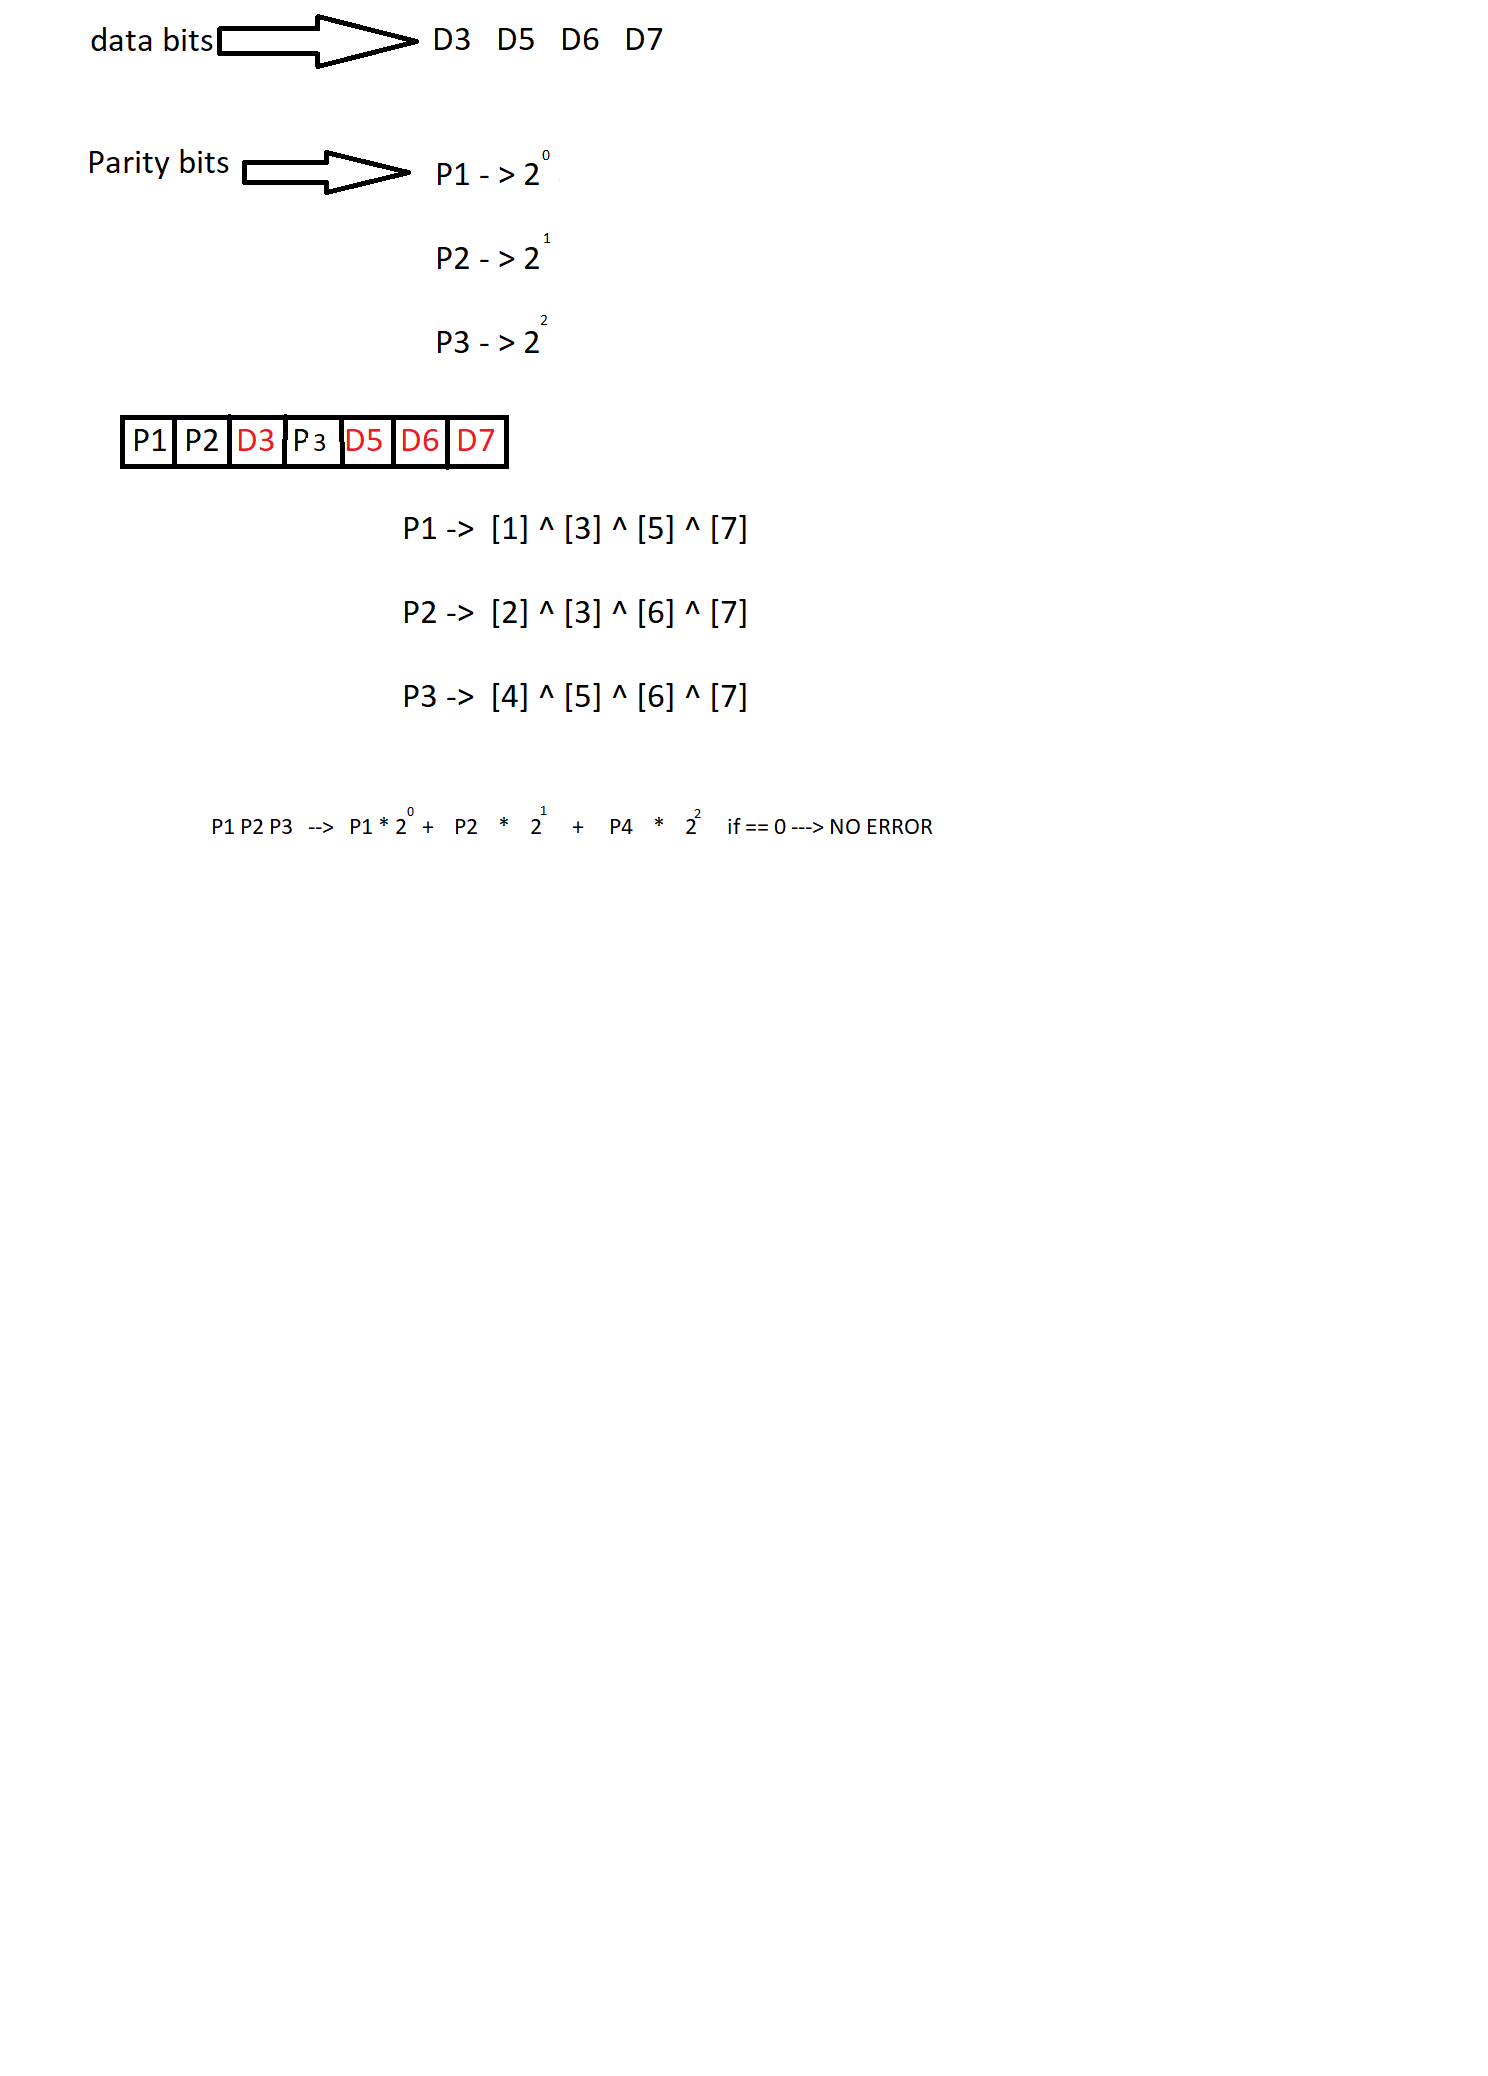 data bits D3 D5 D6 D7
Parity bits P1 - > 2 0
P2 - > 2 1
P3 - > 2 2
P1 P2 D3 P 3 D5 D6 D7
P1 -> [1] ^ [3] ^ [5] ^ [7]
P2 -> [2] ^ [3] ^ [6] ^ [7]
P3 -> [4] ^ [5] ^ [6] ^ [7]
P1 P2 P3 --> P1 * 2 0 + P2 * 2 1 + P4 * 2 2 if == 0 ---> NO ERROR